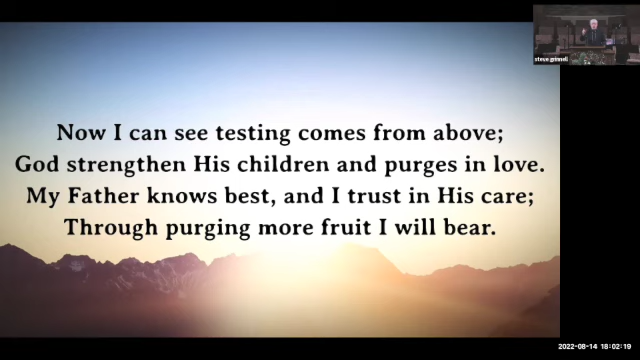 steve grinnell
Now I can see testing comes from above;
God strengthen His children and purges in love.
My Father knows best, and I trust in His care;
Through purging more fruit I will bear.
2022-08-14 18:02:19